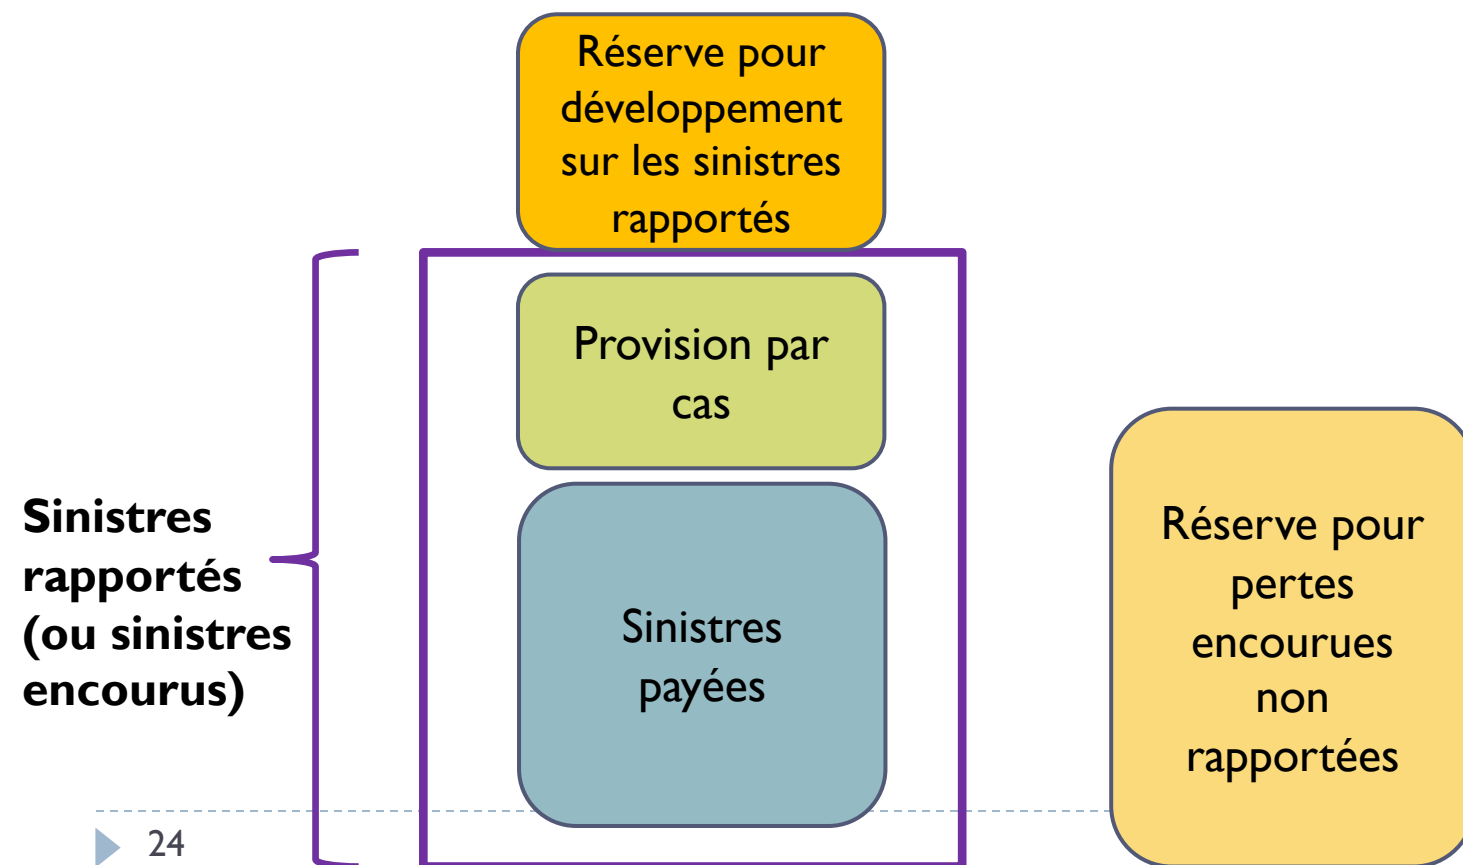 Réserve pour
développement
sur les sinistres
rapportés
Provision par
cas
Sinistres
rapportés
(ou sinistres
encourus)
Sinistres
payées
Réserve pour
pertes
encourues
non
rapportées
24